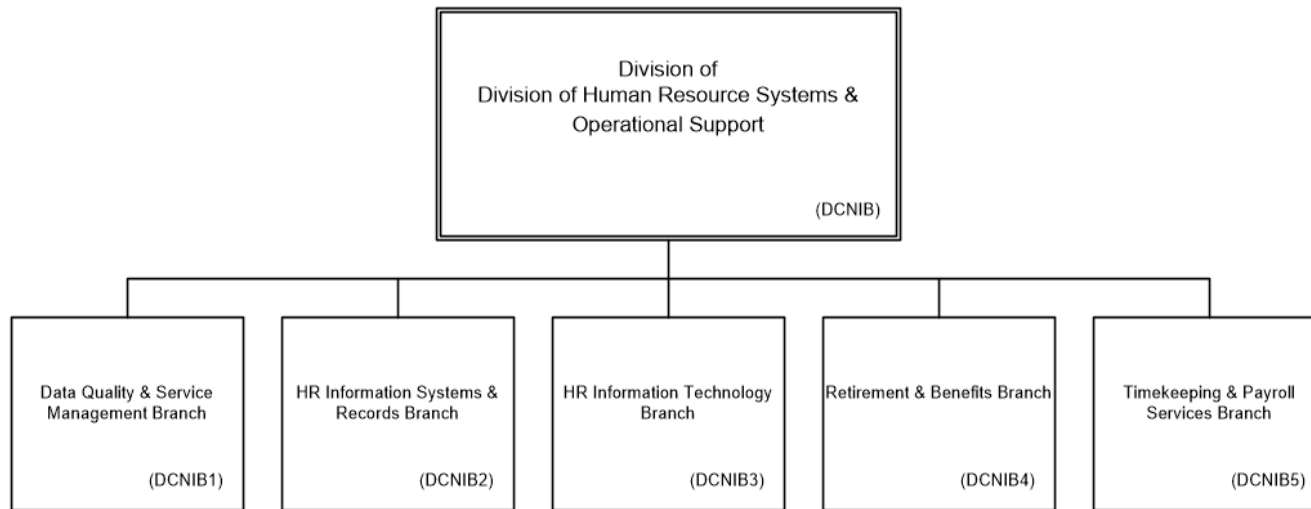 Division of
Division of Human Resource Systems &
Operational Support
(DCNIB)
Data Quality & Service
Management Branch
(DCNIB1)
HR Information Systems &
Records Branch
(DCNIB2)
HR Information Technology
Branch
(DCNIB3)
Retirement & Benefits Branch
(DCNIB4)
Timekeeping & Payroll
Services Branch
(DCNIB5)